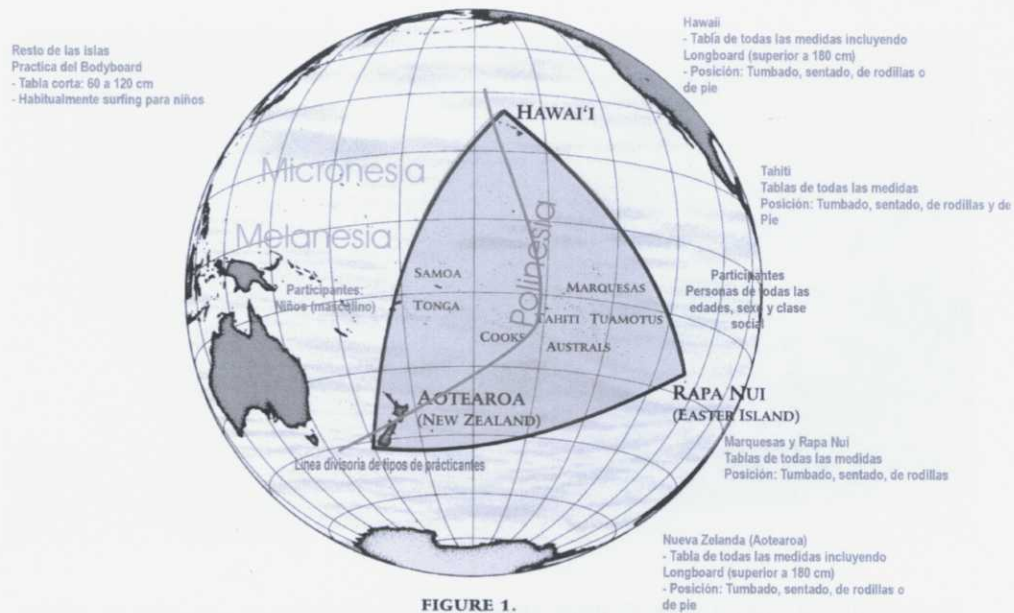 Resto de las islas
Practica del Bodyboard
- Tabla corta: 60 a 120 cm
- Habitualmente surfing para niños
Hawaii
- Tabla de todas las medidas incluyendo
Longboard (superior a 180 cm)
- Posición: Tumbado, sentado, de rodillas o
de pie
HAWAI‘I
Micronesia
Melanesia
Polinesia
Tahiti
Tablas de todas las medidas
Posición: Tumbado, sentado, de rodillas y de
Pie
Participantes:
Niños (masculino)
SAMOA
TONGA
MARQUESAS
TAHITI TUAMOTUS
COOKS
AUSTRALS
Participantes
Personas de todas las
edades, sexo y clase
social
AOTEAROA
(NEW ZEALAND)
RAPA NUI
(EASTER ISLAND)
Linea divisoria de tipos de prácticantes
Marquesas y Rapa Nui
Tablas de todas las medidas
Posición: Tumbado, sentado, de rodillas
Nueva Zelanda (Aotearoa)
- Tabla de todas las medidas incluyendo
Longboard (superior a 180 cm)
- Posición: Tumbado, sentado, de rodillas o
de pie
FIGURE 1.